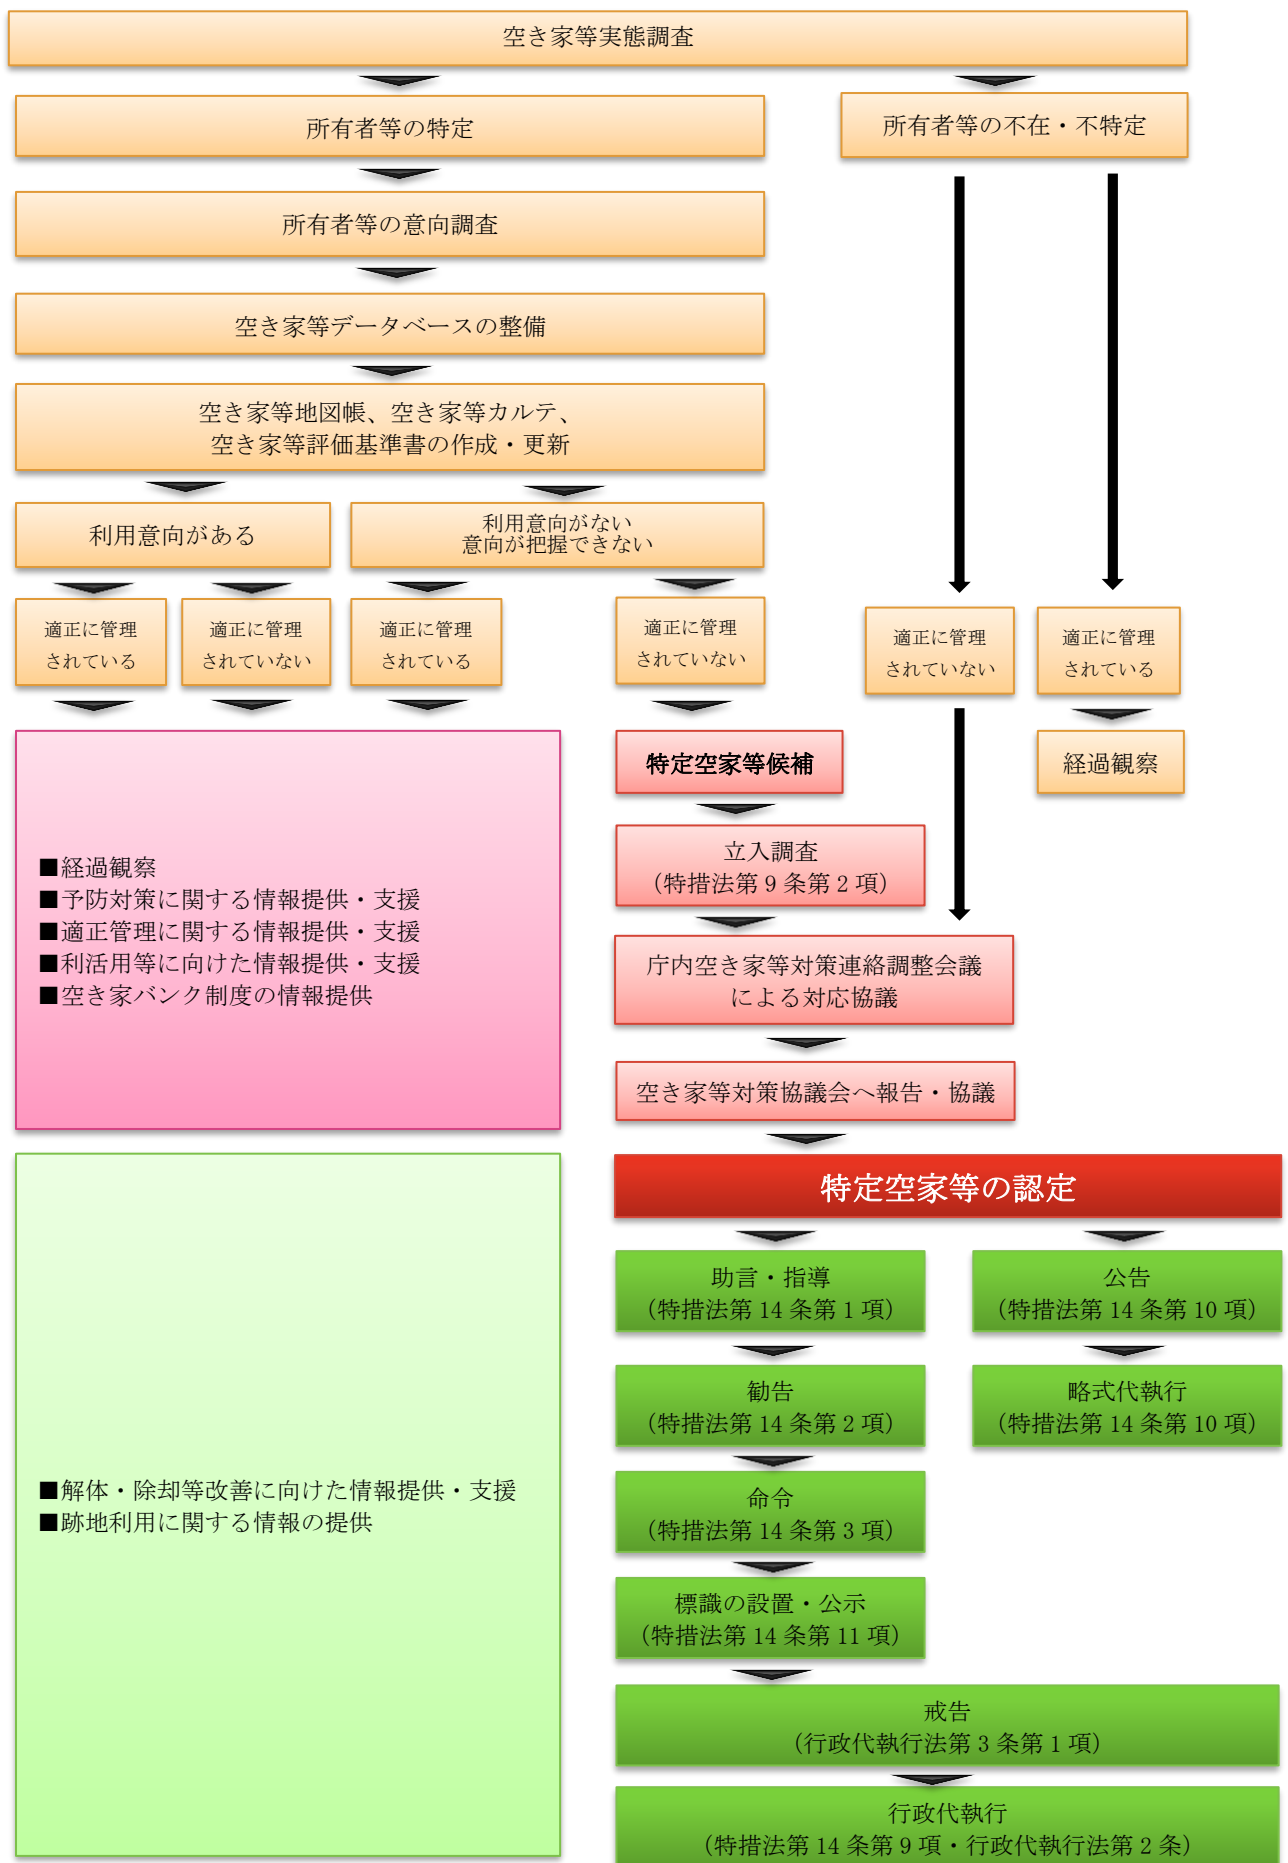 空き家等実態調査
所有者等の特定
所有者等の不在・不特定
所有者等の意向調査
空き家等データベースの整備
空き家等地図帳、空き家等カルテ、
空き家等評価基準書の作成・更新
利用意向がある
利用意向がない
意向が把握できない
適正に管理
されている
適正に管理
されていない
適正に管理
されている
適正に管理
されていない
適正に管理
されていない
適正に管理
されている
■経過観察
■予防対策に関する情報提供・支援
■適正管理に関する情報提供・支援
■利活用等に向けた情報提供・支援
■空き家バンク制度の情報提供
特定空家等候補
経過観察
立入調査
（特措法第 9 条第 2 項）
庁内空き家等対策連絡調整会議
による対応協議
空き家等対策協議会へ報告・協議
特定空家等の認定
■解体・除却等改善に向けた情報提供・支援
■跡地利用に関する情報の提供
助言・指導
（特措法第 14 条第 1 項）
公告
（特措法第 14 条第 10 項）
勧告
（特措法第 14 条第 2 項）
略式代執行
（特措法第 14 条第 10 項）
命令
（特措法第 14 条第 3 項）
標識の設置・公示
（特措法第 14 条第 11 項）
戒告
（行政代執行法第 3 条第 1 項）
行政代執行
（特措法第 14 条第 9 項・行政代執行法第 2 条）